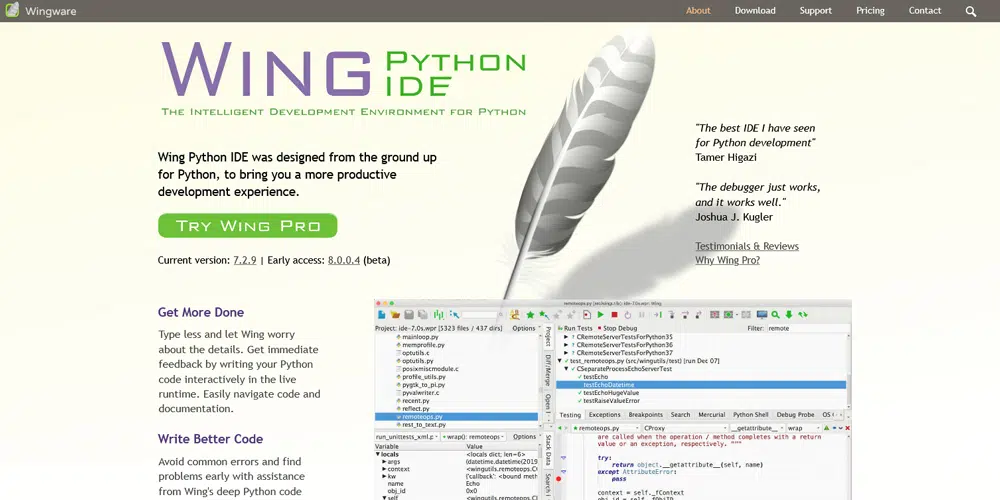 Wingware
About
Download
Support
Pricing
Contact
WING PYTHON IDE
THE INTELLIGENT DEVELOPMENT ENVIRONMENT FOR PYTHON
Wing Python IDE was designed from the ground up
for Python, to bring you a more productive
development experience.
TRY WING PRO
Current version: 7.2.9 | Early access: 8.0.0.4 (beta)
"The best IDE I have seen
for Python development"
Tamer Higazi
"The debugger just works,
and it works well."
Joshua J. Kugler
Testimonials & Reviews
Why Wing Pro?
Get More Done
Type less and let Wing worry
about the details. Get immediate
feedback by writing your Python
code interactively in the live
runtime. Easily navigate code and
documentation.
Write Better Code
Avoid common errors and find
problems early with assistance
from Wing's deep Python code
Project: ide-7.0s.wpr [5323 files / 437 dirs]
Options
mainloop.py
memprofile.py
optutils.c
optutils.py
posixmiscmodule.c
profile_utils.py
pygtk_to_pi.py
pyvalwriter.c
recent.py
reflect.py
remoteops.py
rest_to_text.py
run_unittests_xml.p
wrap(): remoteops
Options
Variable
Value
locals
<locals dict; len=6>
args
(datetime.datetime(2019
context
<wingutils.remoteops.C
kw
{'callback': <bound meth
name
Echo
obj_id
0x0
self
Project
Diff/Merge
Open
Stack Data
Run Tests
Stop Debug
Filter:
remote
CRemoteServerTestsForPython35
CRemoteServerTestsForPython36
CRemoteServerTestsForPython37
test_remoteops.py (src/wingutils/test) [run Dec 07]
CSeparateProcessEchoServerTest
testEcho
testEchoDatetime
testEchoHugeValue
testRaiseValueError
Testing
Exceptions
Breakpoints
Search
Mercurial
Python Shell
Debug Probe
OS
remoteops.py
CProxy
__getattribute__
wrap
are called when the operation / method completes with a return
value or an exception, respectively. """
try:
return object.__getattribute__(self, name)
except AttributeError:
pass
context = self._fContext